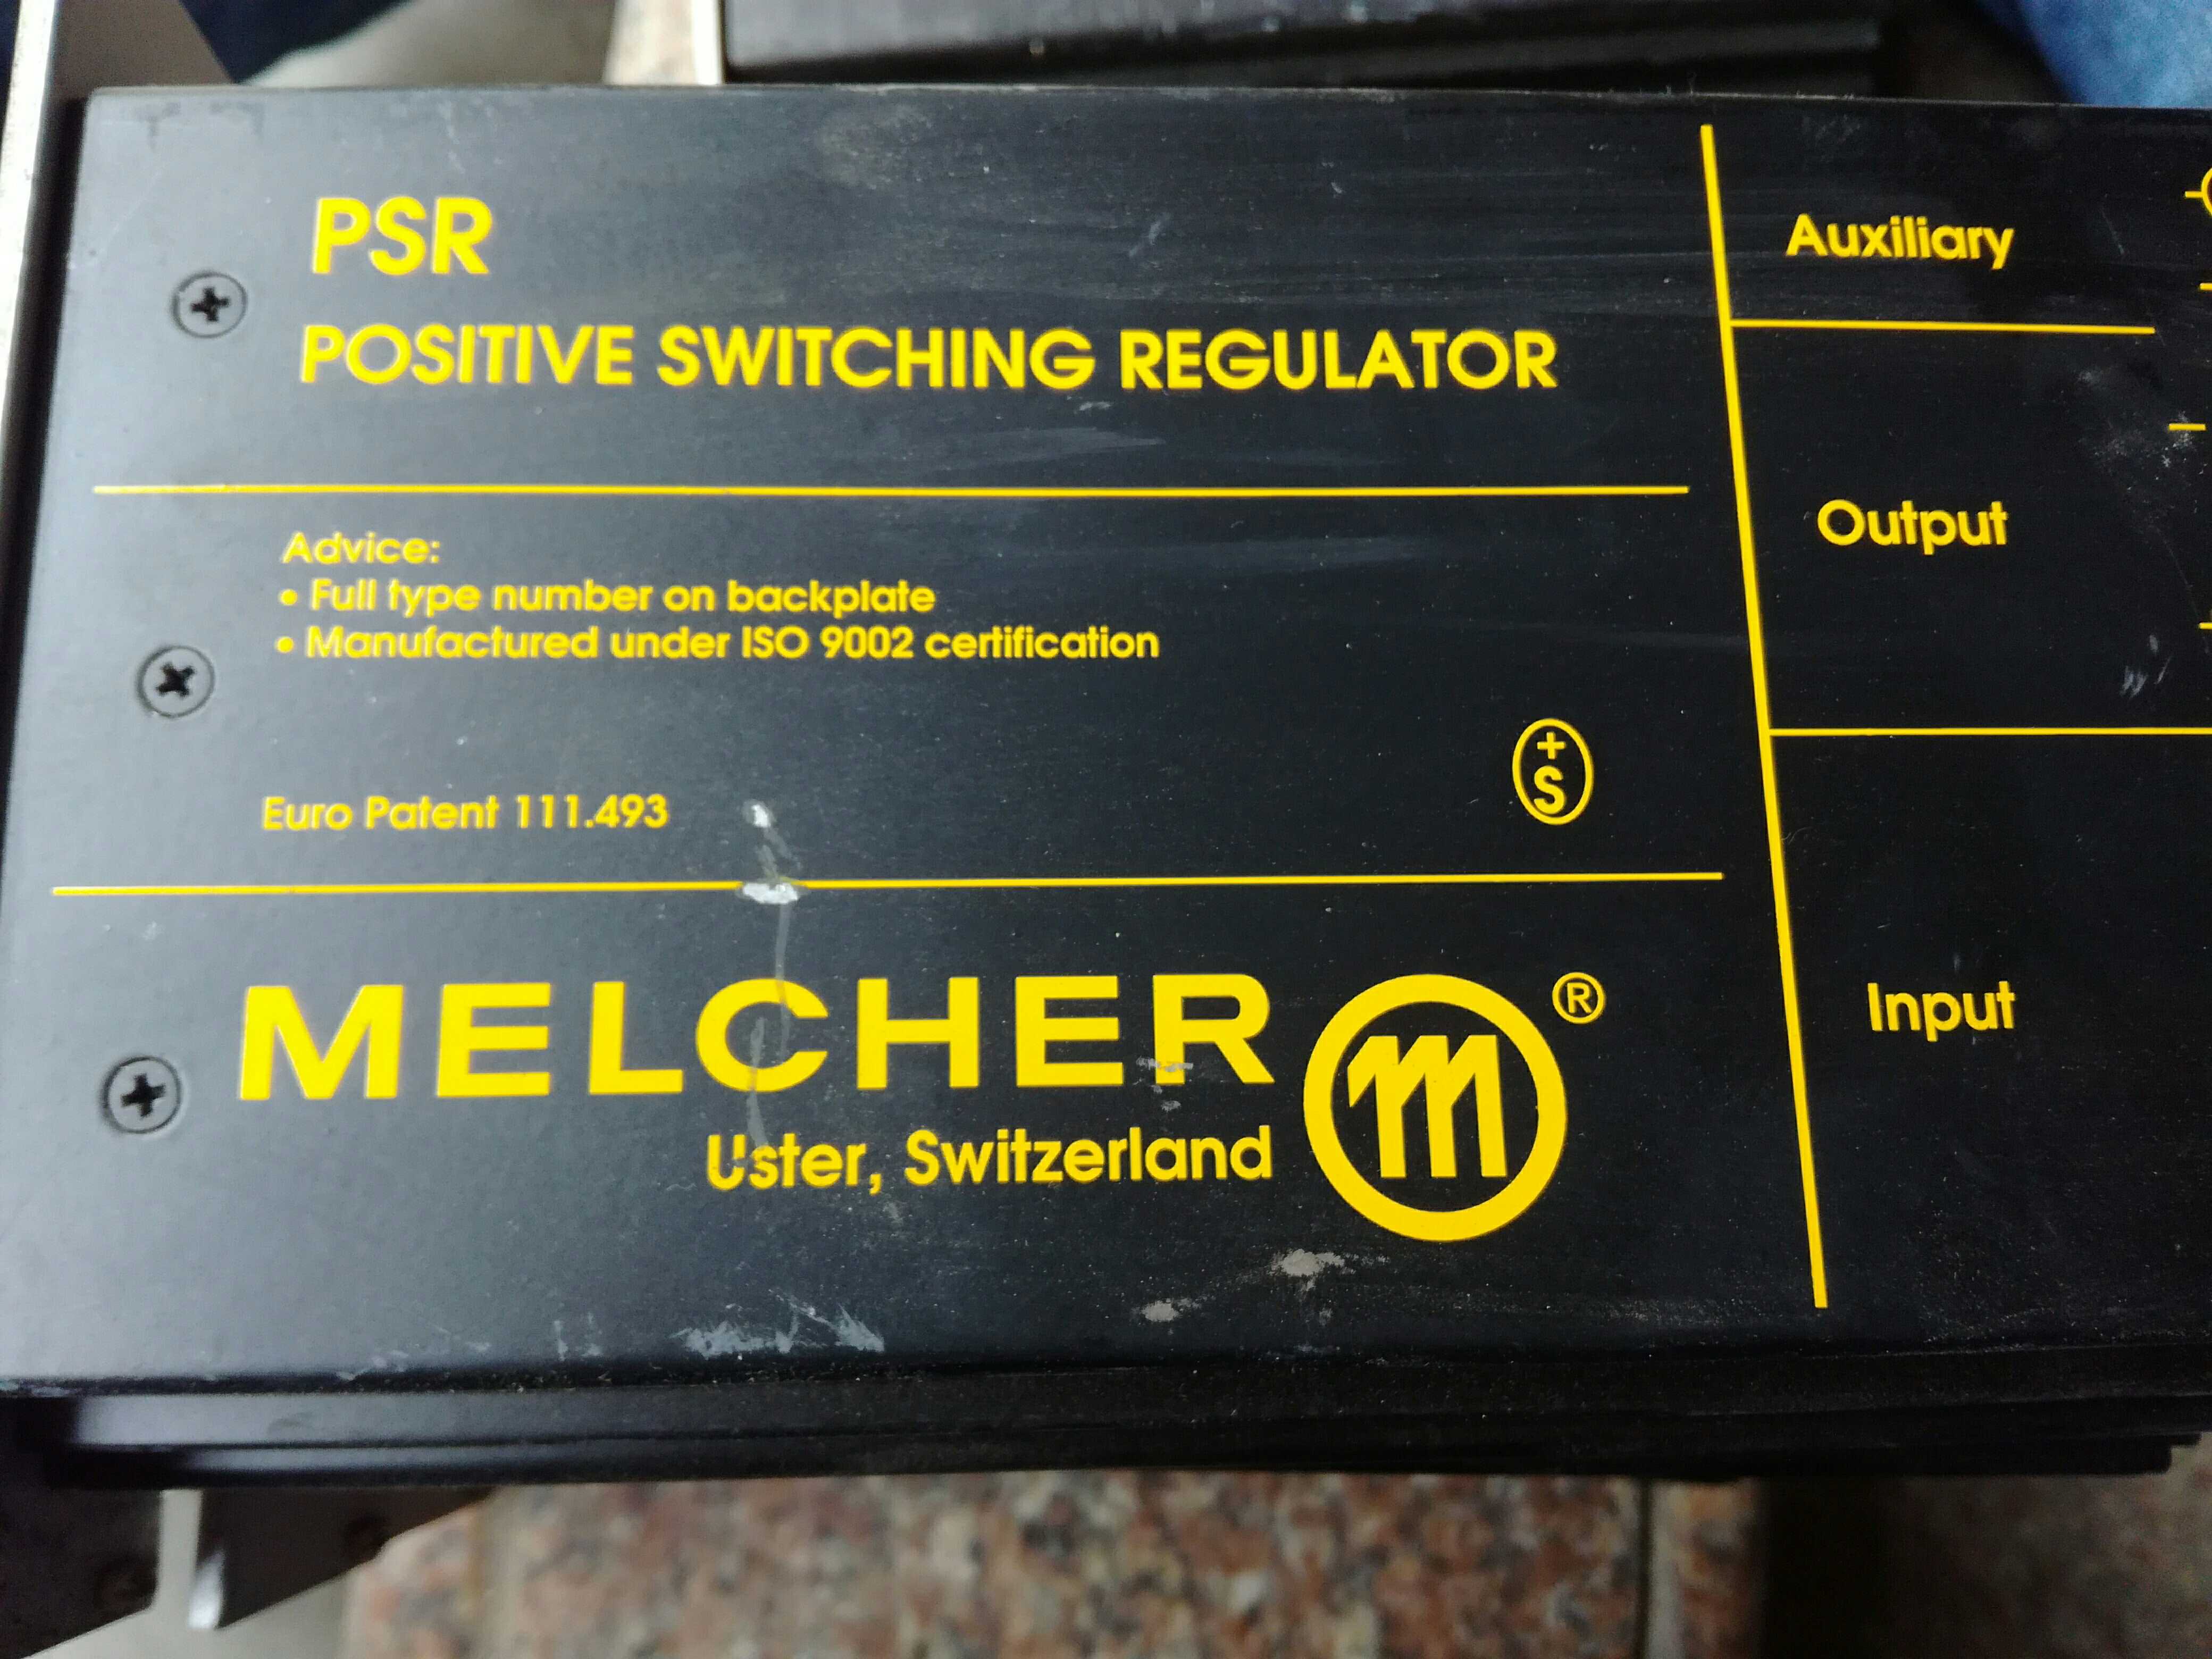 PSR
POSITIVE SWITCHING REGULATOR
Advice:
• Full type number on backplate
• Manufactured under ISO 9002 certification
Euro Patent 111.493
+
S
MELCHER m ®
Uster, Switzerland
Auxiliary
Output
Input